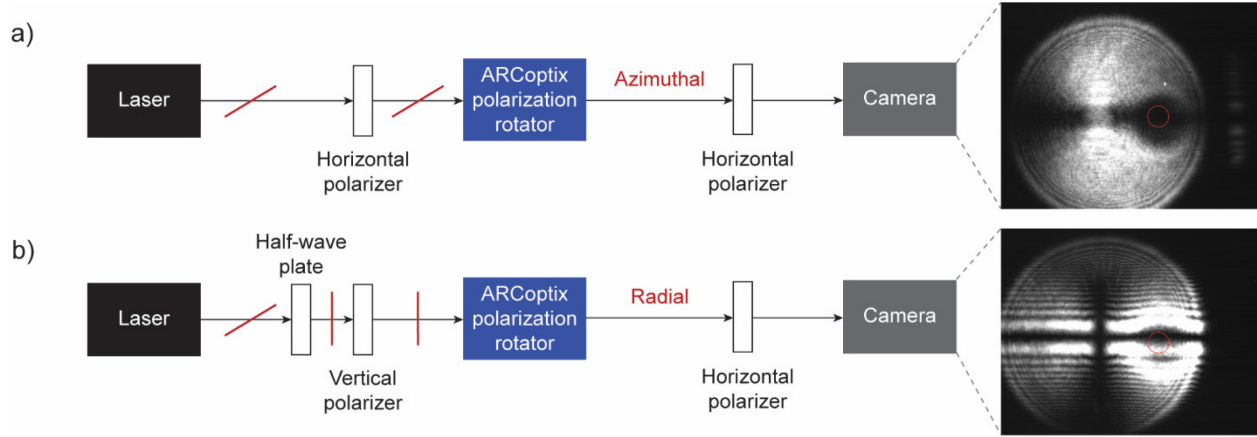 a)
Laser
Horizontal
polarizer
ARCoptix
polarization
rotator
Azimuthal
Horizontal
polarizer
Camera
b)
Laser
Half-wave
plate
Vertical
polarizer
ARCoptix
polarization
rotator
Radial
Horizontal
polarizer
Camera